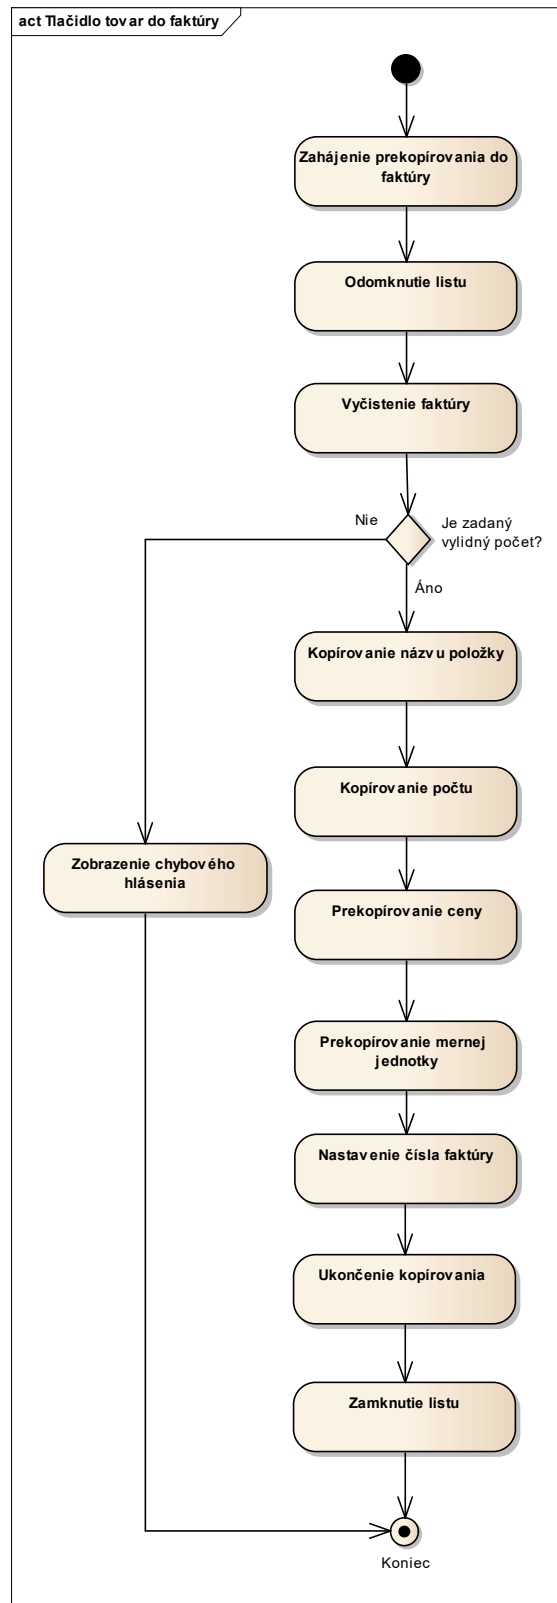 act Tlačidlo tovar do faktúry
Zahájenie prekopírovania do
faktúry
Odomknutie listu
Vyčistenie faktúry
Nie
Je zadaný
vylidný počet?
Áno
Kopírovanie názvu položky
Kopírovanie počtu
Zobrazenie chybového
hlásenia
Prekopírovanie ceny
Prekopírovanie mernej
jednotky
Nastavenie čísla faktúry
Ukončenie kopírovania
Zamknutie listu
Koniec